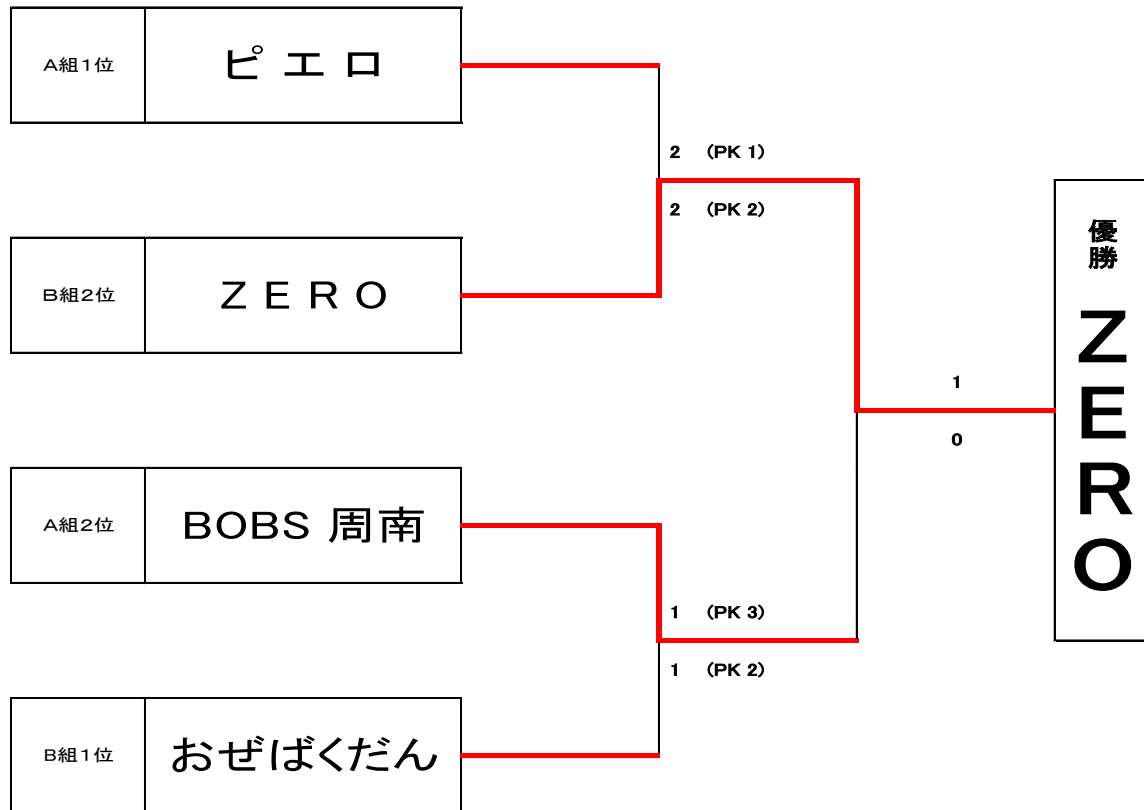 A組1位
ピエロ
2 (PK 1)
2 (PK 2)
B組2位
ZERO
優勝 ZERO
1
0
A組2位
BOBS 周南
1 (PK 3)
1 (PK 2)
B組1位
おぜばくだん